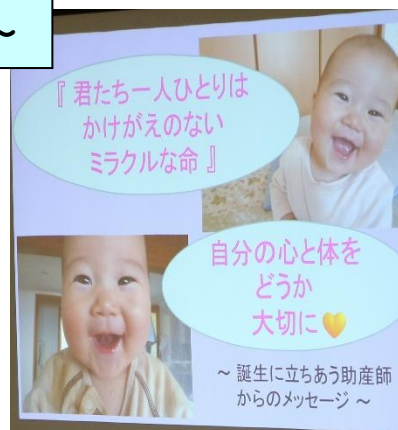 ～
『 君たち一人ひとりは
かけがえのない
ミラクルな命 』
自分の心と体を
どうか
大切に💛
～ 誕生に立ちあう助産師
からのメッセージ ～